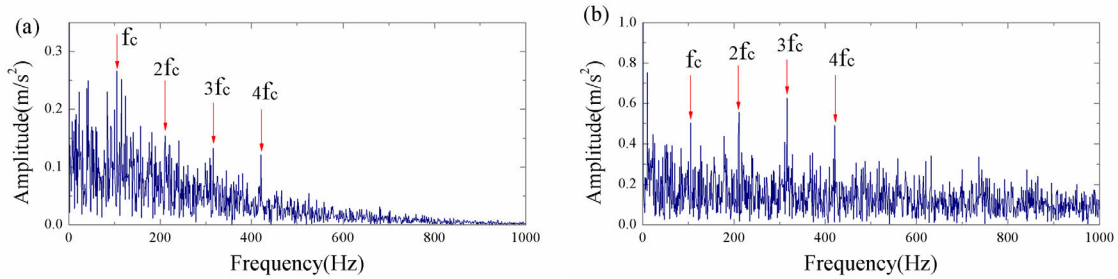 (a)
fc
2fc
3fc
4fc
Amplitude(m/s²)
0.3
0.2
0.1
0.0
0 200 400 600 800 1000
Frequency(Hz)
(b)
fc
2fc
3fc
4fc
Amplitude(m/s²)
1.0
0.8
0.6
0.4
0.2
0.0
0 200 400 600 800 1000
Frequency(Hz)